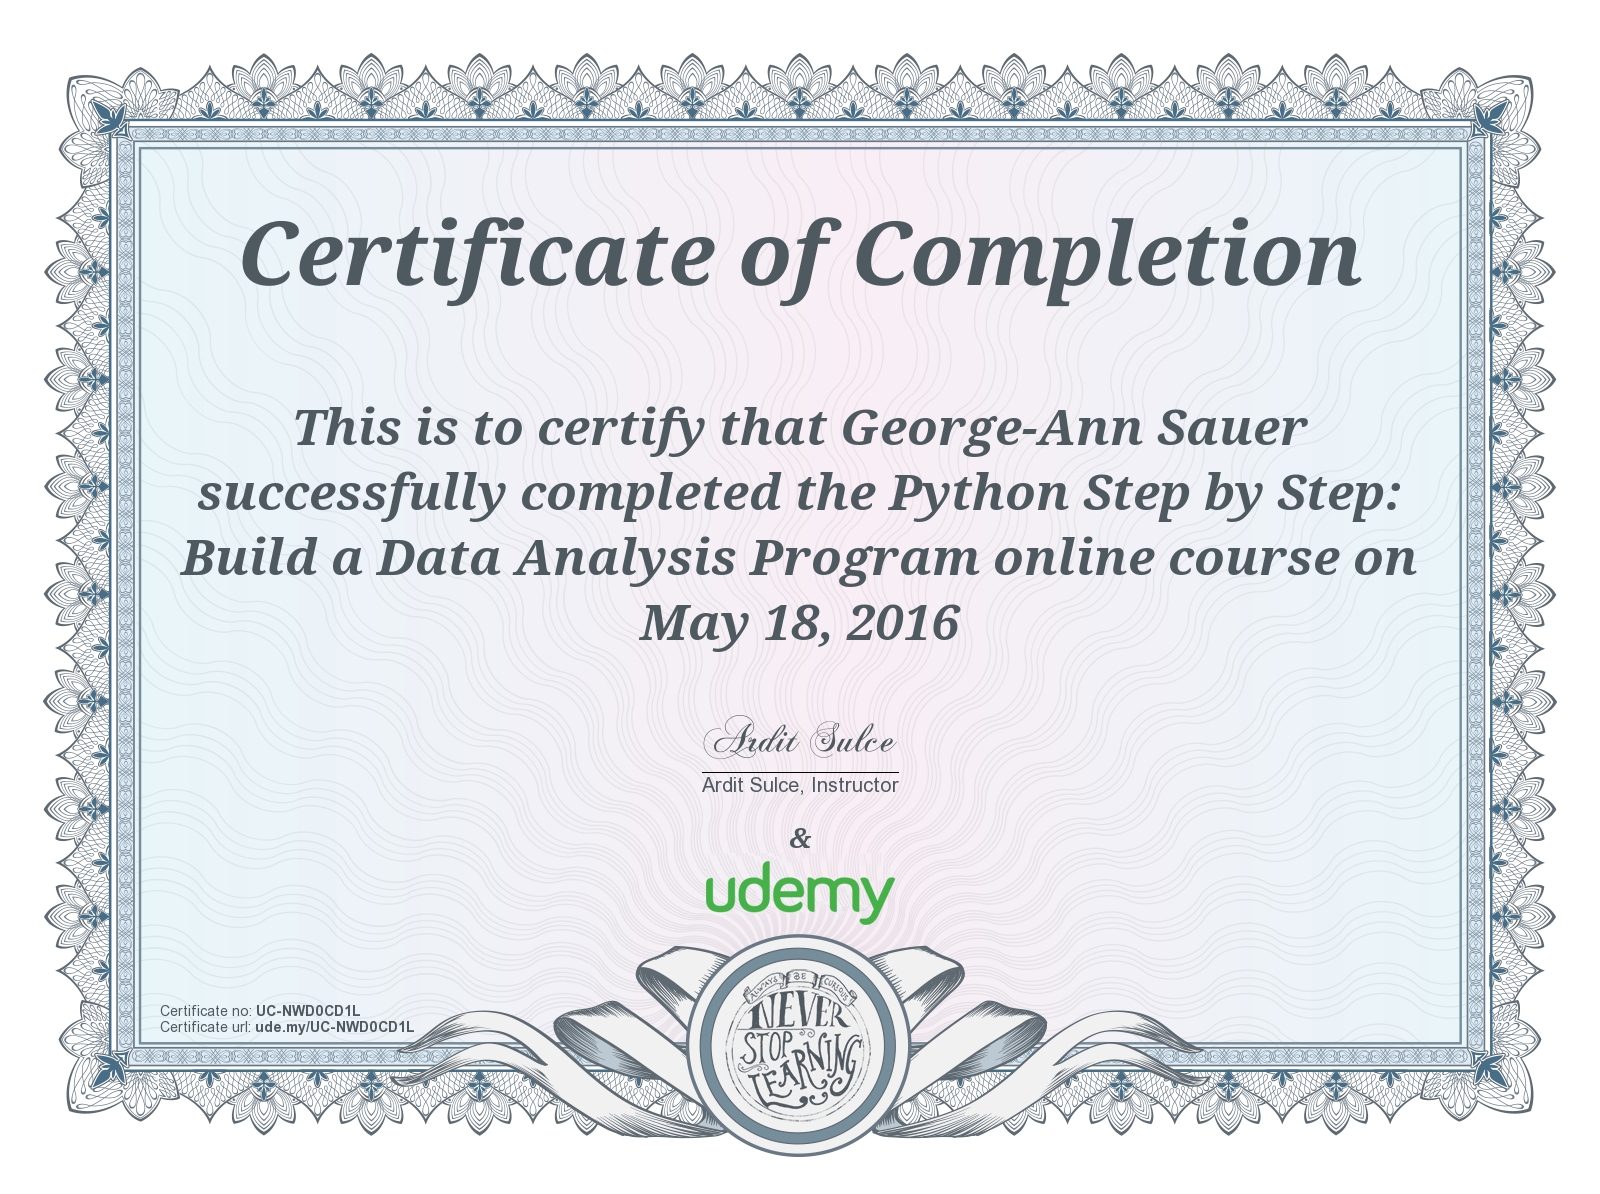 Certificate of Completion
This is to certify that George-Ann Sauer
successfully completed the Python Step by Step:
Build a Data Analysis Program online course on
May 18, 2016
Ardit Sulce
Ardit Sulce, Instructor
&
udemy
Certificate no: UC-NWD0CD1L
Certificate url: ude.my/UC-NWD0CD1L
ALWAYS BE CURIOUS
NEVER
STOP
LEARNING